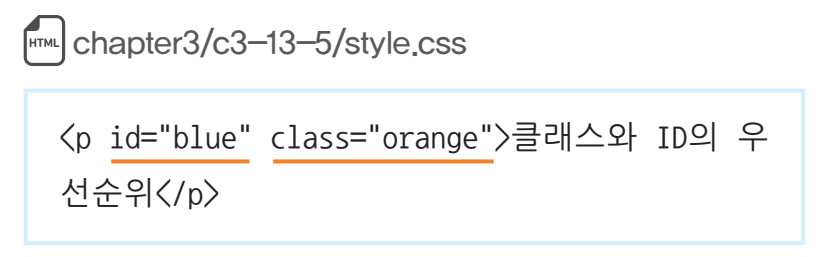 HTML
chapter3/c3-13-5/style.css
<p id="blue" class="orange">클래스와 ID의 우
선순위</p>